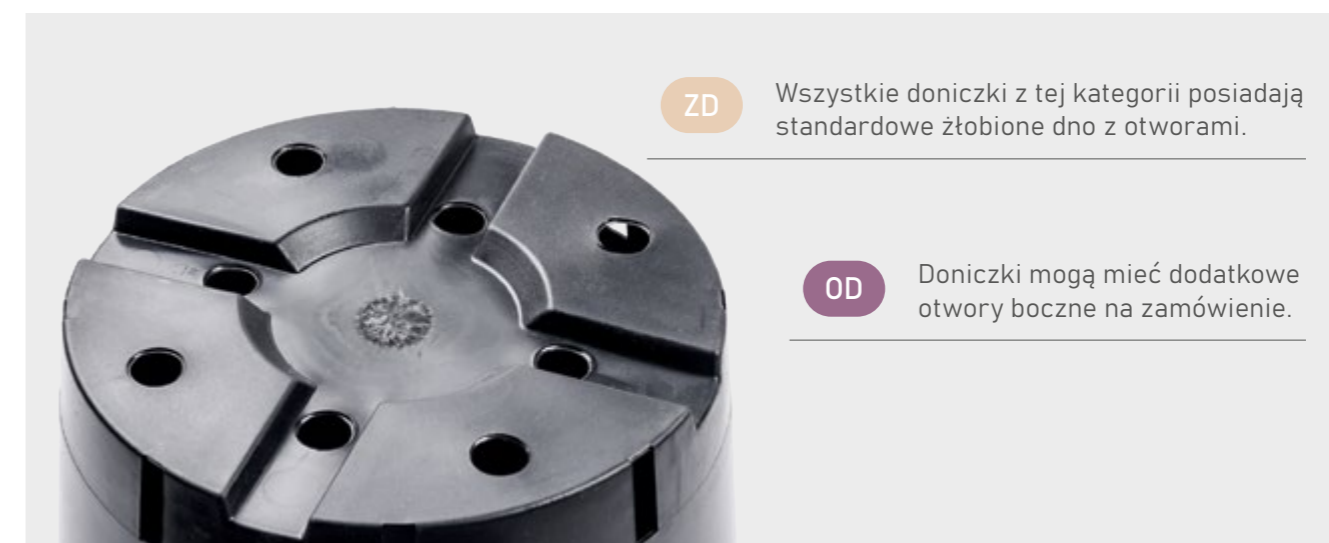 ZD
Wszystkie doniczki z tej kategorii posiadają
standardowe żłobione dno z otworami.
OD
Doniczki mogą mieć dodatkowe
otwory boczne na zamówienie.